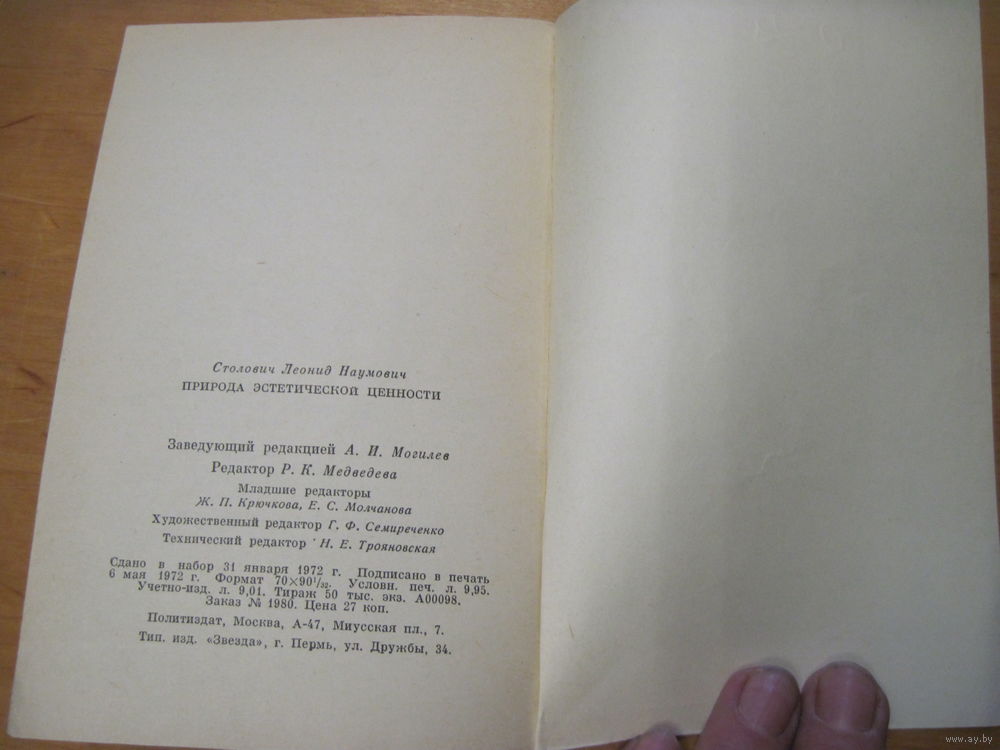 Столович Леонид Наумович
ПРИРОДА ЭСТЕТИЧЕСКОЙ ЦЕННОСТИ
Заведующий редакцией А. И. Могилев
Редактор Р. К. Медведева
Младшие редакторы
Ж. П. Крючкова, Е. С. Молчанова
Художественный редактор Г. Ф. Семиреченко
Технический редактор Н. Е. Трояновская
Сдано в набор 31 января 1972 г. Подписано в печать
6 мая 1972 г. Формат 70×90¹/₃₂. Условн. печ. л. 9,95.
Учетно-изд. л. 9,01. Тираж 50 тыс. экз. А00098.
Заказ № 1980. Цена 27 коп.
Политиздат, Москва, А-47, Миусская пл., 7.
Тип. изд. «Звезда», г. Пермь, ул. Дружбы, 34.
www.ay.by